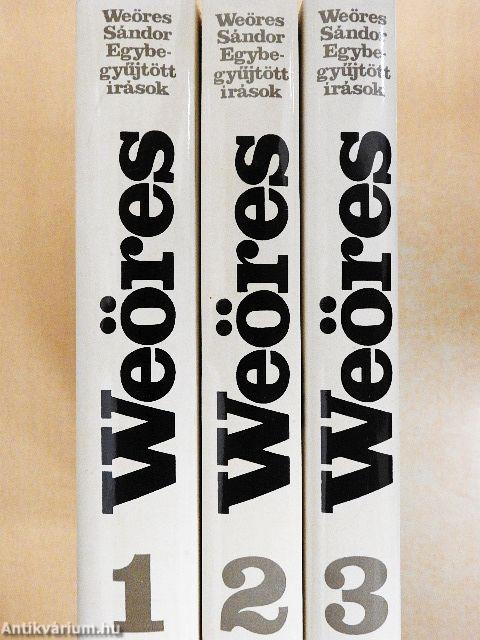 Weöres
Sándor
Egybe-
gyűjtött
írások
Weöres
1
Weöres
Sándor
Egybe-
gyűjtött
írások
Weöres
2
Weöres
Sándor
Egybe-
gyűjtött
írások
Weöres
3
Antikvárium.hu